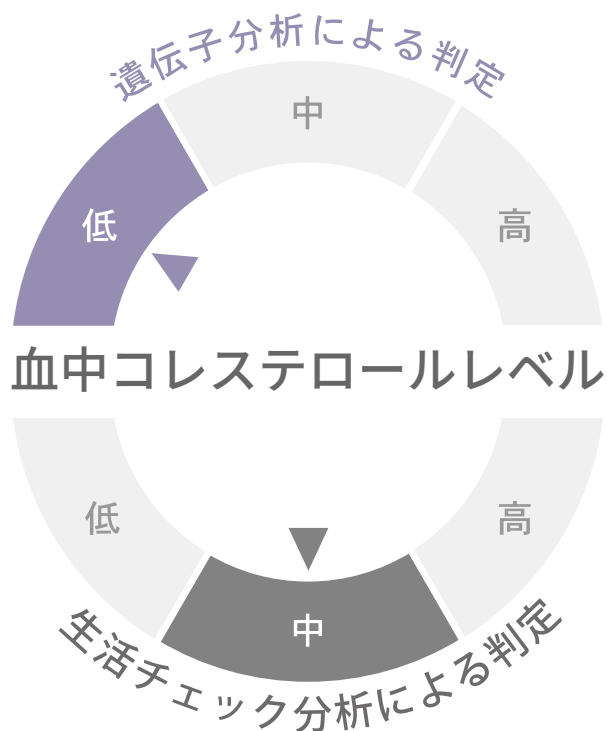 遺伝子分析による判定
中
低
高
血中コレステロールレベル
低
高
中
生活チェック分析による判定